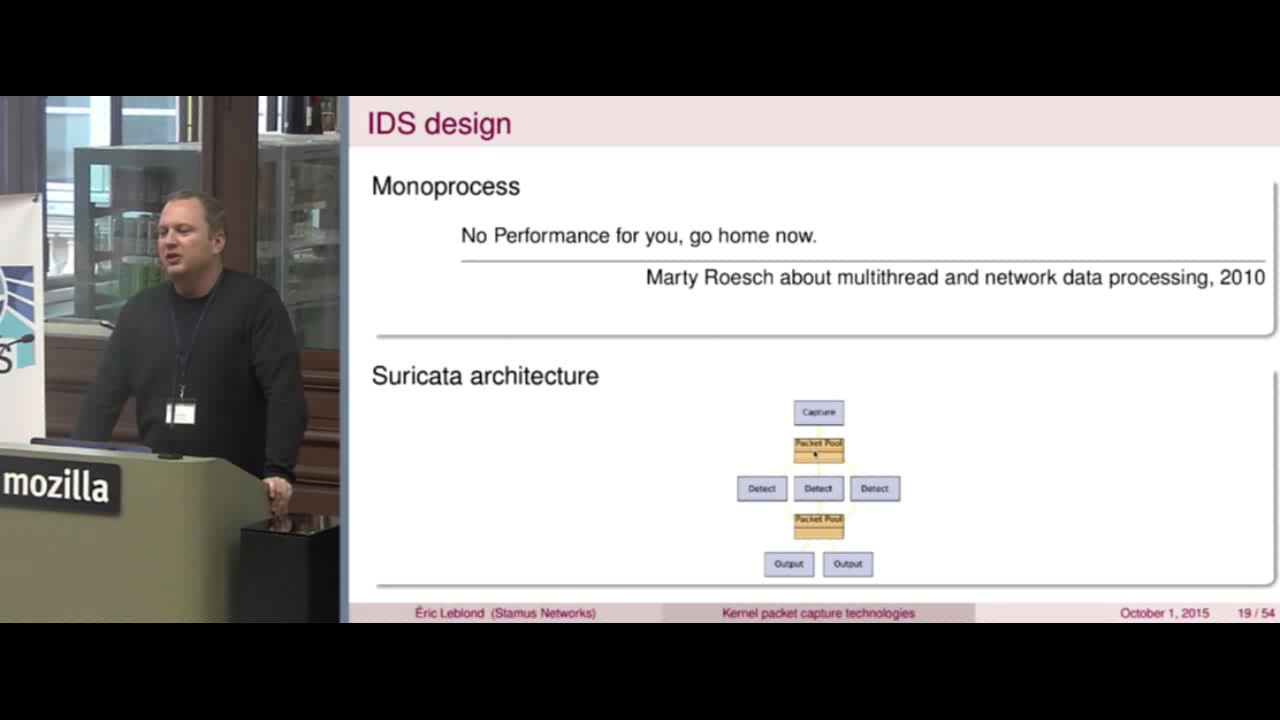 IDS design
Monoprocess
No Performance for you, go home now.
Marty Roesch about multithread and network data processing, 2010
Suricata architecture
Capture
Packet Pool
Detect Detect Detect
Packet Pool
Output Output
Éric Leblond (Stamus Networks) Kernel packet capture technologies October 1, 2015 19 / 54
mozilla
S